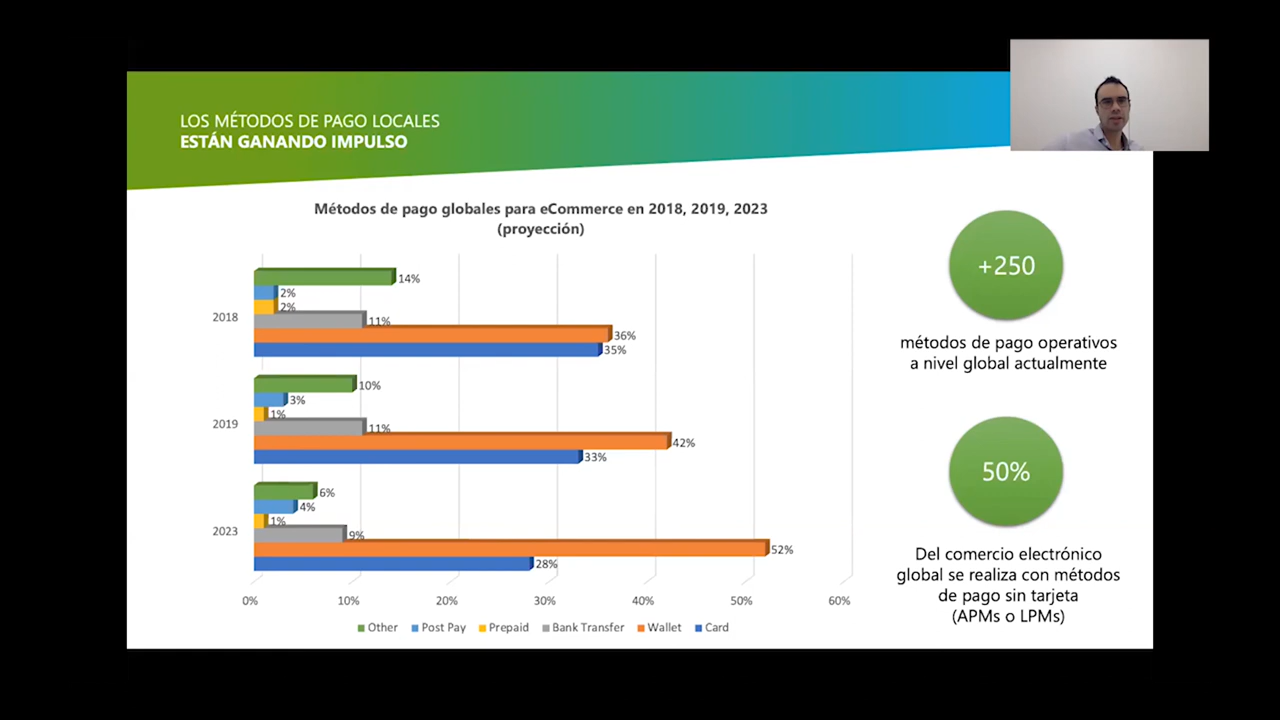 LOS MÉTODOS DE PAGO LOCALES
ESTÁN GANANDO IMPULSO
Métodos de pago globales para eCommerce en 2018, 2019, 2023
(proyección)
14%
2%
2%
2018
11%
36%
35%
10%
3%
1%
2019
11%
42%
33%
6%
4%
1%
2023
9%
52%
28%
0% 10% 20% 30% 40% 50% 60%
Other Post Pay Prepaid Bank Transfer Wallet Card
+250
métodos de pago operativos
a nivel global actualmente
50%
Del comercio electrónico
global se realiza con métodos
de pago sin tarjeta
(APMs o LPMs)